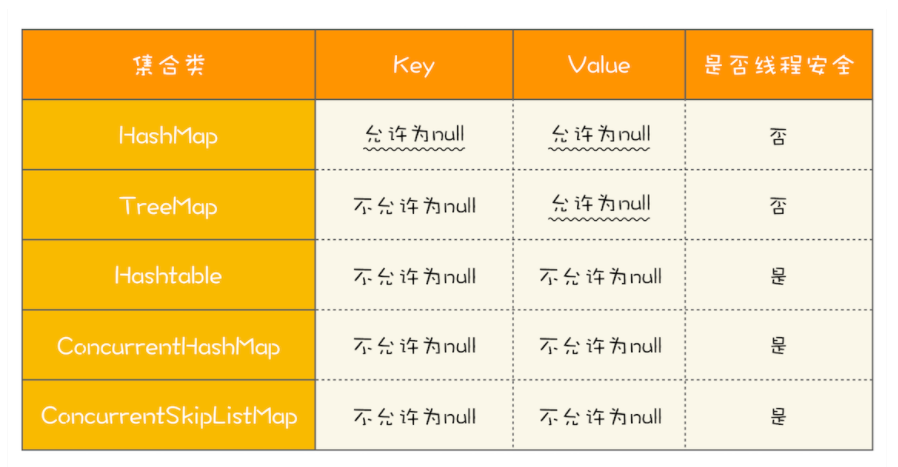 集合类 Key Value 是否线程安全
HashMap 允许为null 允许为null 否
TreeMap 不允许为null 允许为null 否
Hashtable 不允许为null 不允许为null 是
ConcurrentHashMap 不允许为null 不允许为null 是
ConcurrentSkipListMap 不允许为null 不允许为null 是